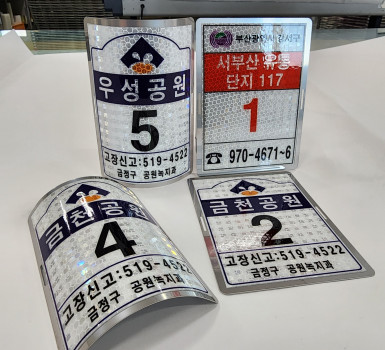 우성공원
5
고장신고:519-4522
금정구 공원녹지과
부산광역시 강서구
서부산 유통
단지 117
1
☎ 970-4671~6
금천공원
4
고장신고:519-4522
금정구 공원녹지과
금천공원
2
고장신고:519-4522
금정구 공원녹지과